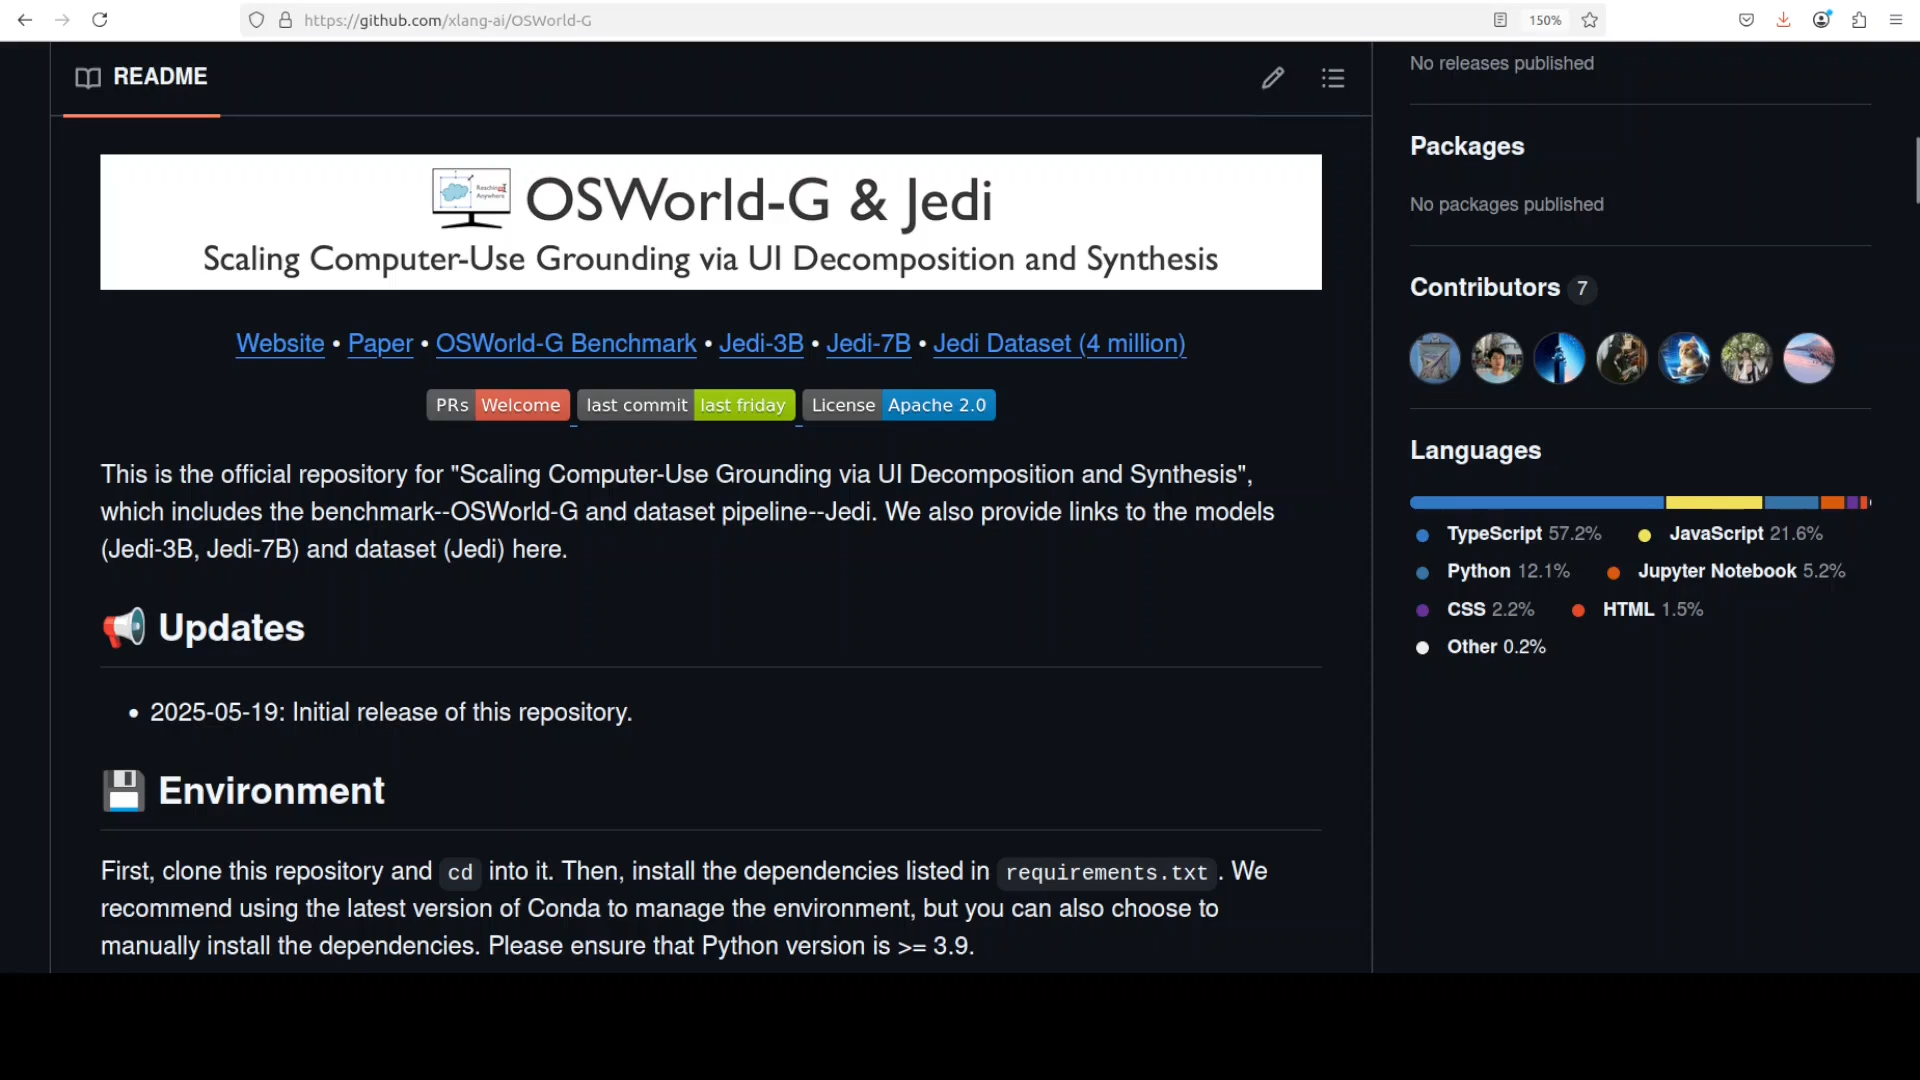 https://github.com/xlang-ai/OSWorld-G
150%
README
OSWorld-G & Jedi
Scaling Computer-Use Grounding via UI Decomposition and Synthesis
Website • Paper • OSWorld-G Benchmark • Jedi-3B • Jedi-7B • Jedi Dataset (4 million)
PRs Welcome last commit last friday License Apache 2.0
This is the official repository for "Scaling Computer-Use Grounding via UI Decomposition and Synthesis",
which includes the benchmark--OSWorld-G and dataset pipeline--Jedi. We also provide links to the models
(Jedi-3B, Jedi-7B) and dataset (Jedi) here.
📢 Updates
• 2025-05-19: Initial release of this repository.
💾 Environment
First, clone this repository and cd into it. Then, install the dependencies listed in requirements.txt. We
recommend using the latest version of Conda to manage the environment, but you can also choose to
manually install the dependencies. Please ensure that Python version is >= 3.9.
No releases published
Packages
No packages published
Contributors 7
Languages
TypeScript 57.2% JavaScript 21.6%
Python 12.1% Jupyter Notebook 5.2%
CSS 2.2% HTML 1.5%
Other 0.2%